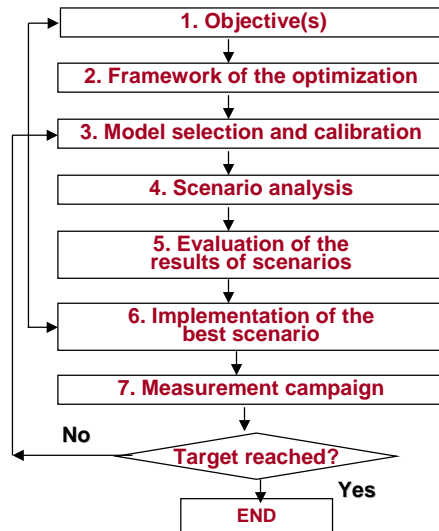 1. Objective(s)
2. Framework of the optimization
3. Model selection and calibration
4. Scenario analysis
5. Evaluation of the
results of scenarios
6. Implementation of the
best scenario
7. Measurement campaign
No
Target reached?
Yes
END